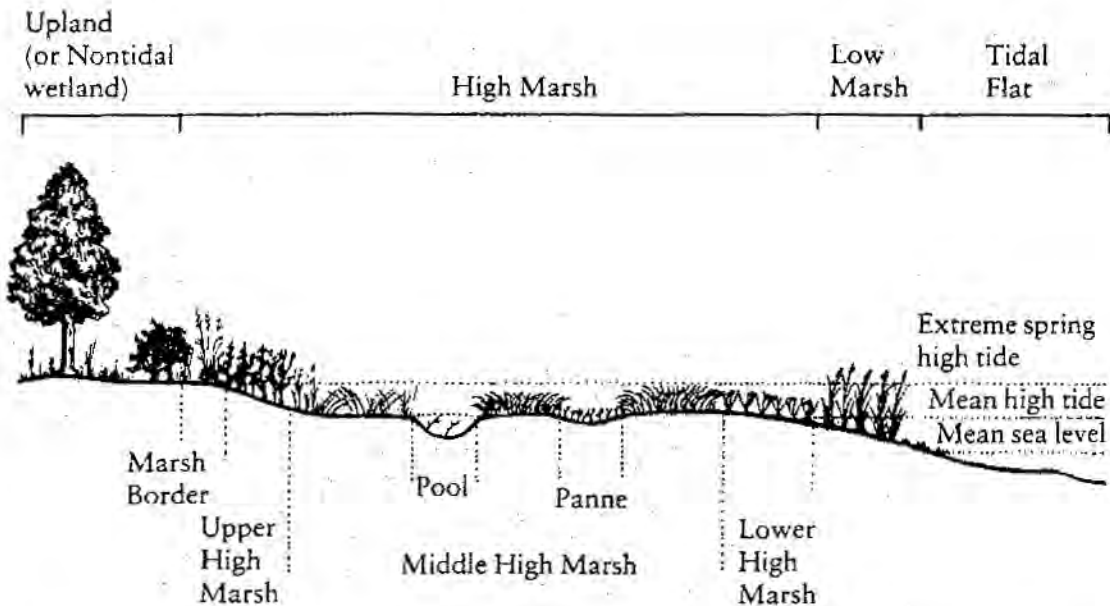 Upland
(or Nontidal
wetland)
High Marsh
Low
Marsh
Tidal
Flat
Extreme spring
high tide
Mean high tide
Mean sea level
Marsh
Border
Pool
Panne
Upper
High
Marsh
Middle High Marsh
Lower
High
Marsh